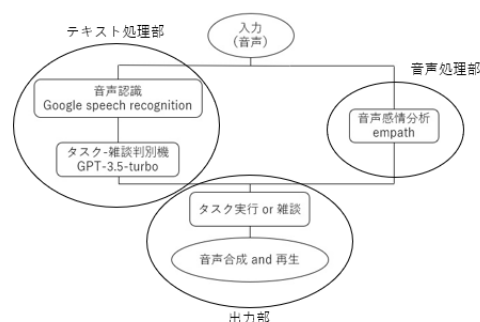 テキスト処理部
入力
（音声）
音声処理部
音声認識
Google speech recognition
音声感情分析
empath
タスク-雑談判別機
GPT-3.5-turbo
タスク実行 or 雑談
音声合成 and 再生
出力部